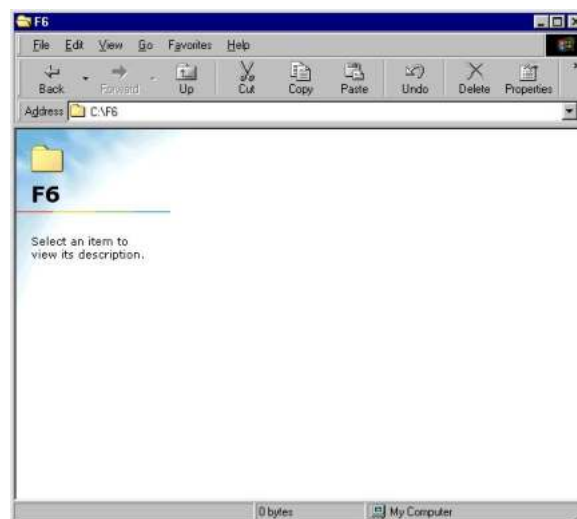 F6
File Edit View Go Favorites Help
Back Forward Up Cut Copy Paste Undo Delete Properties
Address C:\F6
F6
Select an item to
view its description.
0 bytes My Computer